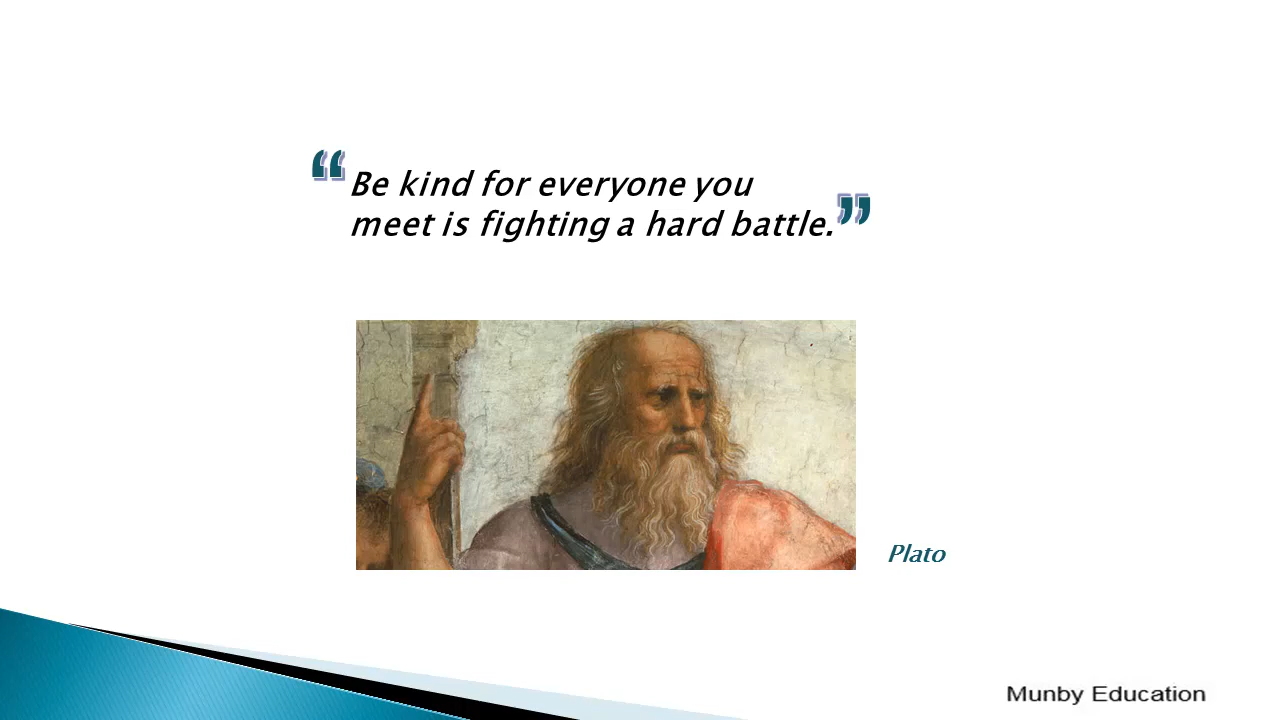 “Be kind for everyone you
meet is fighting a hard battle.”
Plato
Munby Education